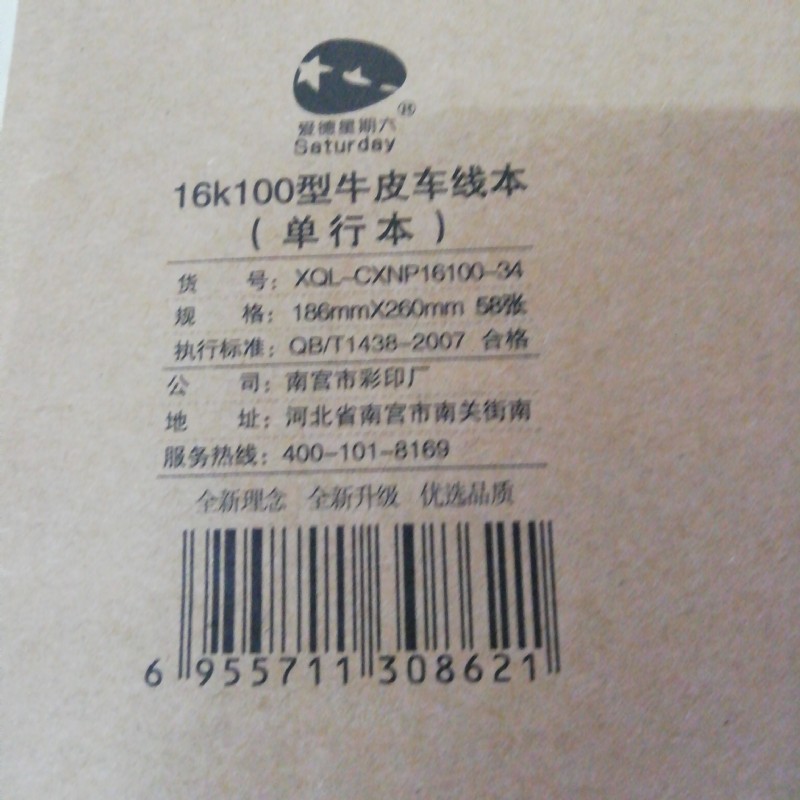 爱德星期六®
Saturday
16k100型牛皮车线本
(单行本)
货 号：XQL-CXNP16100-34
规 格：186mmX260mm 58张
执行标准：QB/T1438-2007 合格
公 司：南宫市彩印厂
地 址：河北省南宫市南关街南
服务热线：400-101-8169
全新理念 全新升级 优选品质
6 955711 308621